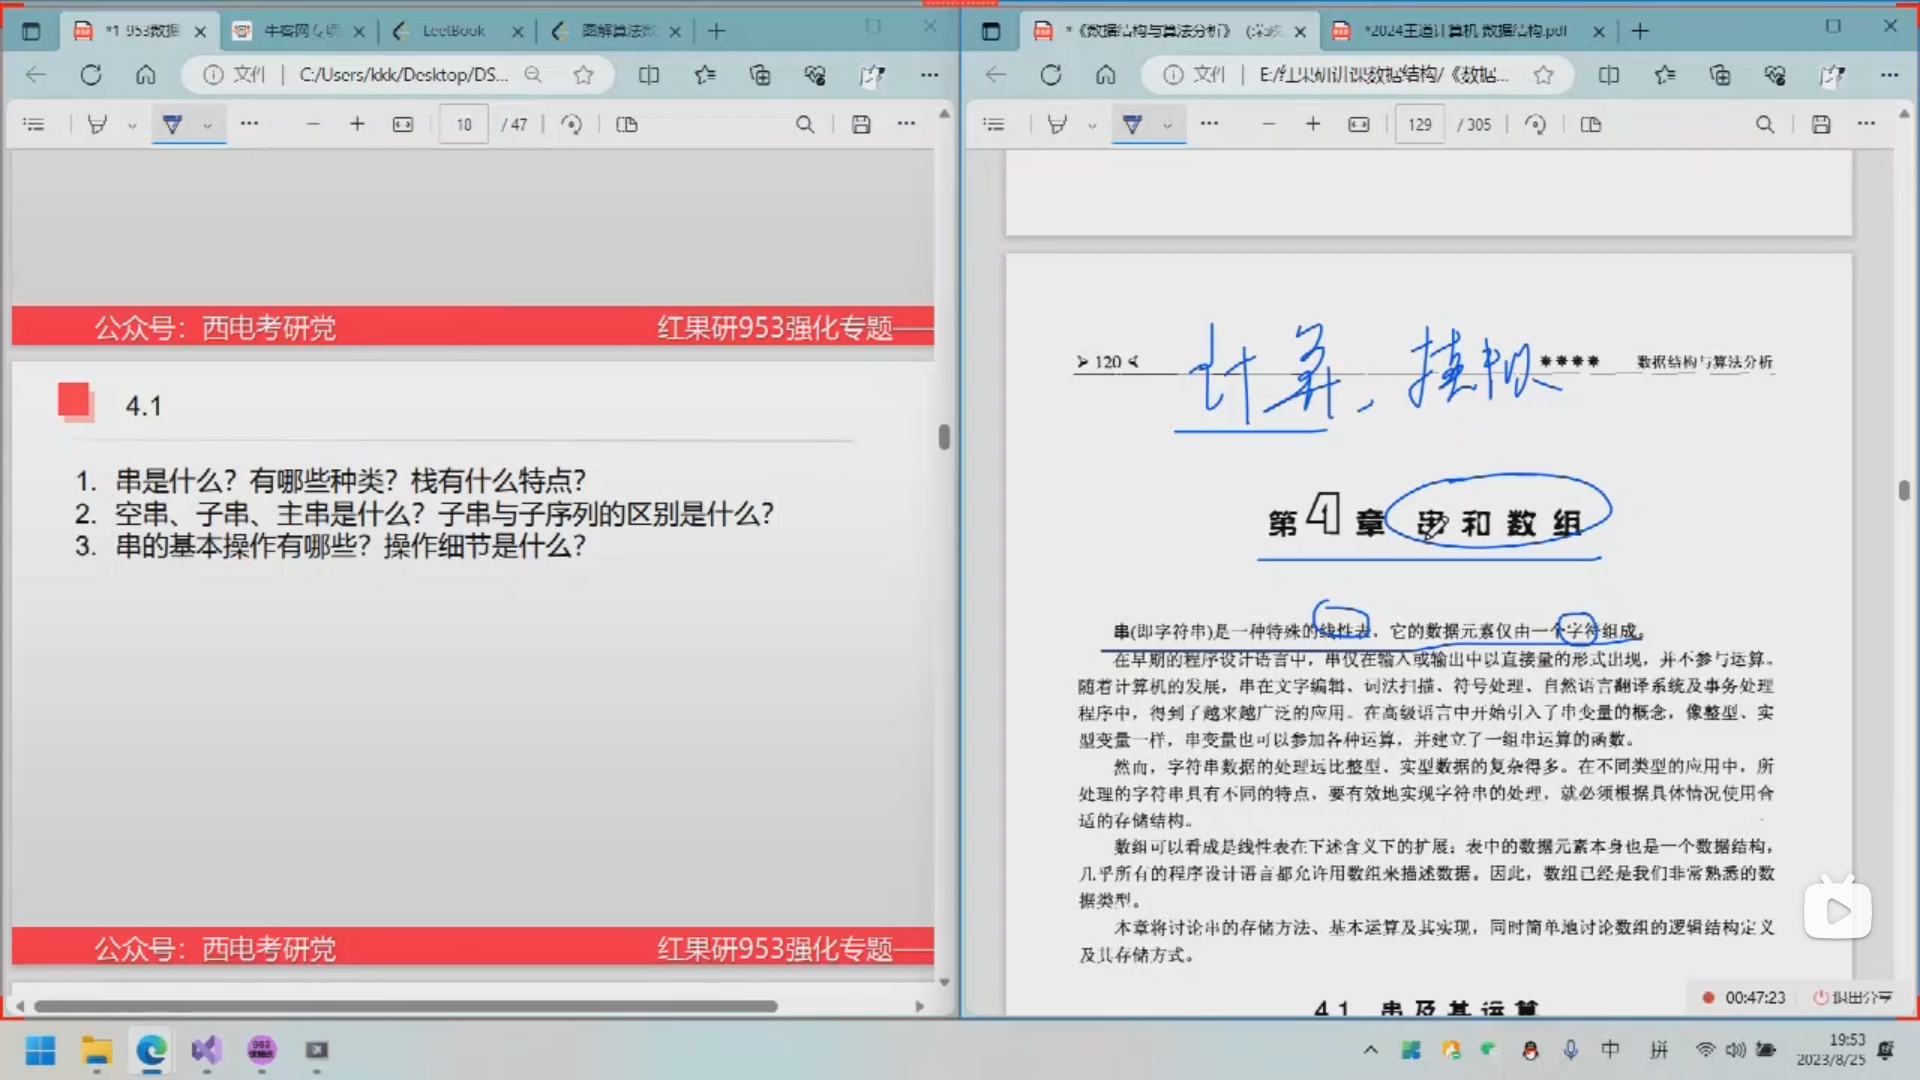 *1 953数据
牛客网专项
LeetBook
图解算法数
*《数据结构与算法分析》
*2024王道计算机 数据结构.pdf
文件 | C:/Users/kkk/Desktop/DS...
文件 | E:/红果研讲课数据结构/《数据...
10 / 47
129 / 305
公众号：西电考研党 红果研953强化专题——
4.1
1. 串是什么？有哪些种类？栈有什么特点？
2. 空串、子串、主串是什么？子串与子序列的区别是什么？
3. 串的基本操作有哪些？操作细节是什么？
公众号：西电考研党 红果研953强化专题——
➢ 120 ≺ **** 数据结构与算法分析
计算，模拟
第4章 串和数组
串(即字符串)是一种特殊的线性表，它的数据元素仅由一个字符组成。
在早期的程序设计语言中，串仅在输入或输出中以直接量的形式出现，并不参与运算。
随着计算机的发展，串在文字编辑、词法扫描、符号处理、自然语言翻译系统及事务处理
程序中，得到了越来越广泛的应用。在高级语言中开始引入了串变量的概念，像整型、实
型变量一样，串变量也可以参加各种运算，并建立了一组串运算的函数。
然而，字符串数据的处理远比整型、实型数据的复杂得多。在不同类型的应用中，所
处理的字符串具有不同的特点，要有效地实现字符串的处理，就必须根据具体情况使用合
适的存储结构。
数组可以看成是线性表在下述含义下的扩展：表中的数据元素本身也是一个数据结构，
几乎所有的程序设计语言都允许用数组来描述数据。因此，数组已经是我们非常熟悉的数
据类型。
本章将讨论串的存储方法、基本运算及其实现，同时简单地讨论数组的逻辑结构定义
及其存储方式。
4.1 串及其运算
00:47:23 退出分享
中 拼
19:53
2023/8/25